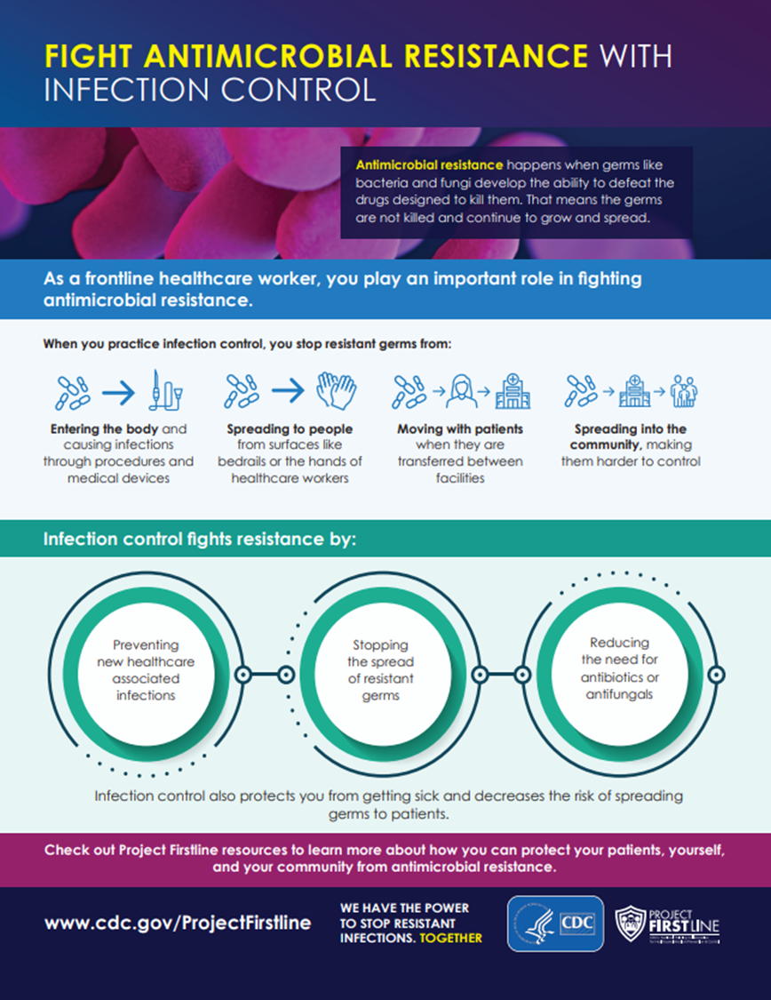 FIGHT ANTIMICROBIAL RESISTANCE WITH
INFECTION CONTROL
Antimicrobial resistance happens when germs like
bacteria and fungi develop the ability to defeat the
drugs designed to kill them. That means the germs
are not killed and continue to grow and spread.
As a frontline healthcare worker, you play an important role in fighting
antimicrobial resistance.
When you practice infection control, you stop resistant germs from:
Entering the body and
causing infections
through procedures and
medical devices
Spreading to people
from surfaces like
bedrails or the hands of
healthcare workers
Moving with patients
when they are
transferred between
facilities
Spreading into the
community, making
them harder to control
Infection control fights resistance by:
Preventing
new healthcare
associated
infections
Stopping
the spread
of resistant
germs
Reducing
the need for
antibiotics or
antifungals
Infection control also protects you from getting sick and decreases the risk of spreading
germs to patients.
Check out Project Firstline resources to learn more about how you can protect your patients, yourself,
and your community from antimicrobial resistance.
www.cdc.gov/ProjectFirstline
WE HAVE THE POWER
TO STOP RESISTANT
INFECTIONS. TOGETHER
CDC
PROJECT
FIRSTLINE